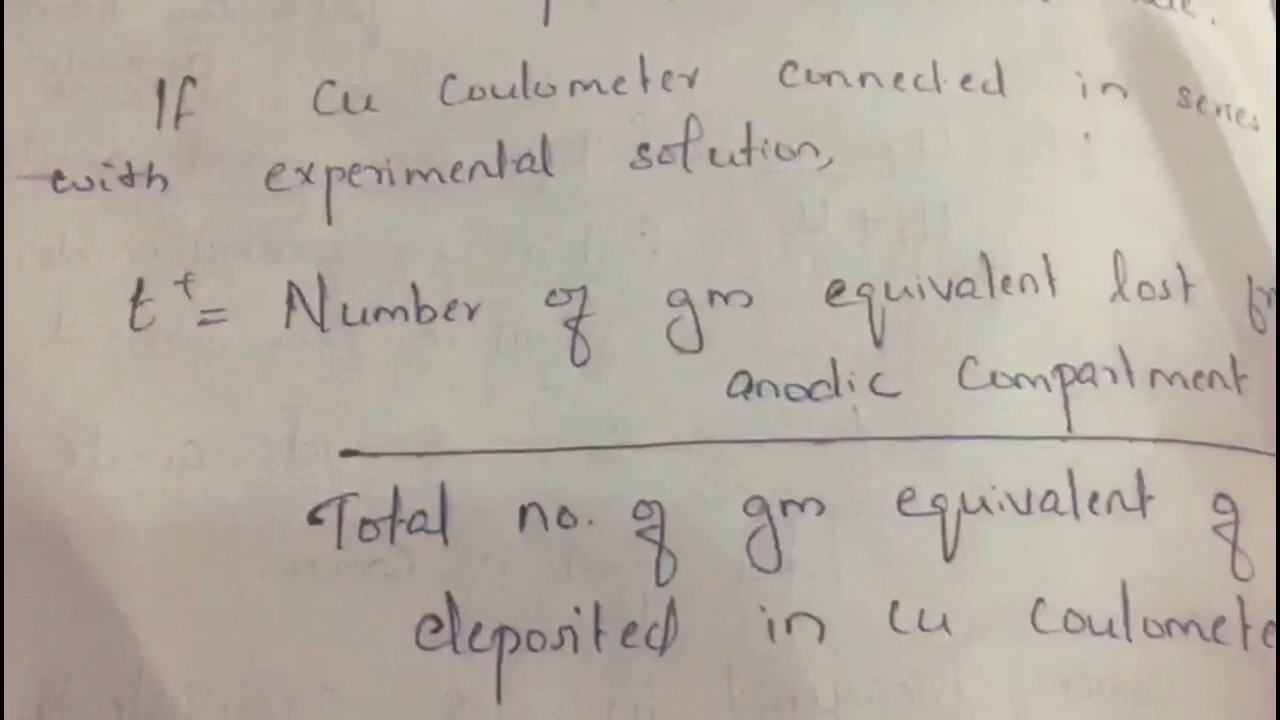 If Cu Coulometer connected in series
with experimental solution,
t+ = Number of gm equivalent lost
anodic Compartment
Total no. of gm equivalent of
deposited in cu coulomete